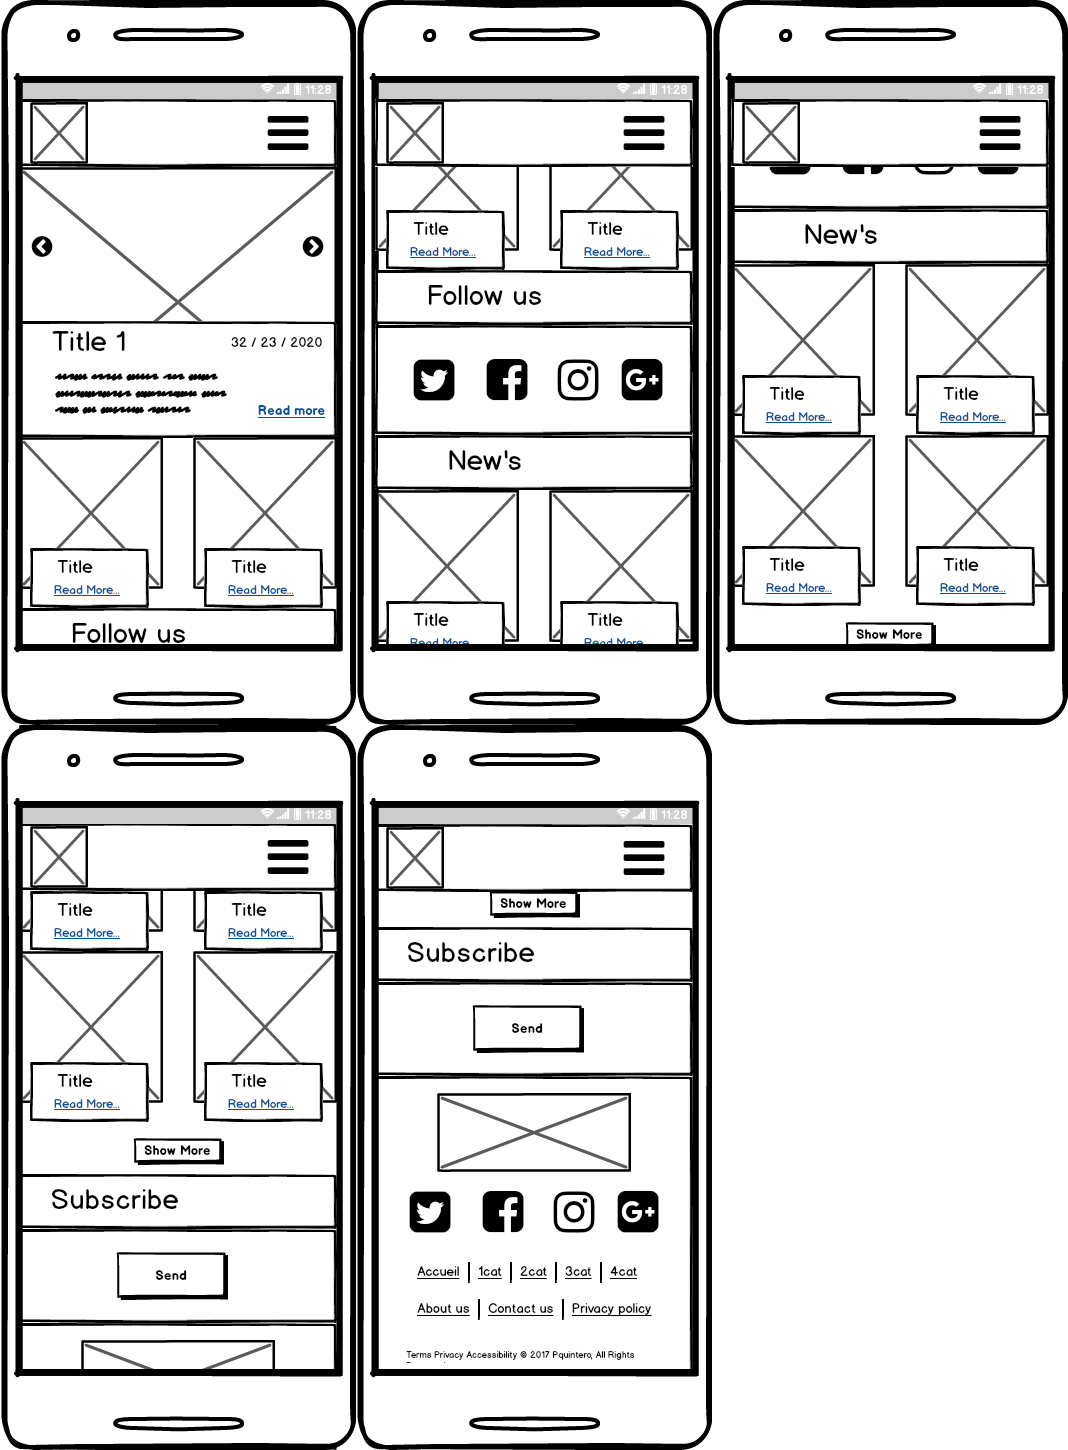 11:28
Title 1
32 / 23 / 2020
Read more
Title
Title
Read More...
Read More...
Follow us
11:28
Title
Title
Read More...
Read More...
Follow us
New's
Title
Title
Read More
Read More
11:28
New's
Title
Title
Read More...
Read More...
Title
Title
Read More...
Read More...
Show More
11:28
Title
Title
Read More...
Read More...
Title
Title
Read More...
Read More...
Show More
Subscribe
Send
11:28
Show More
Subscribe
Send
Accueil | 1cat | 2cat | 3cat | 4cat
About us | Contact us | Privacy policy
Terms Privacy Accessibility © 2017 Pquintero, All Rights